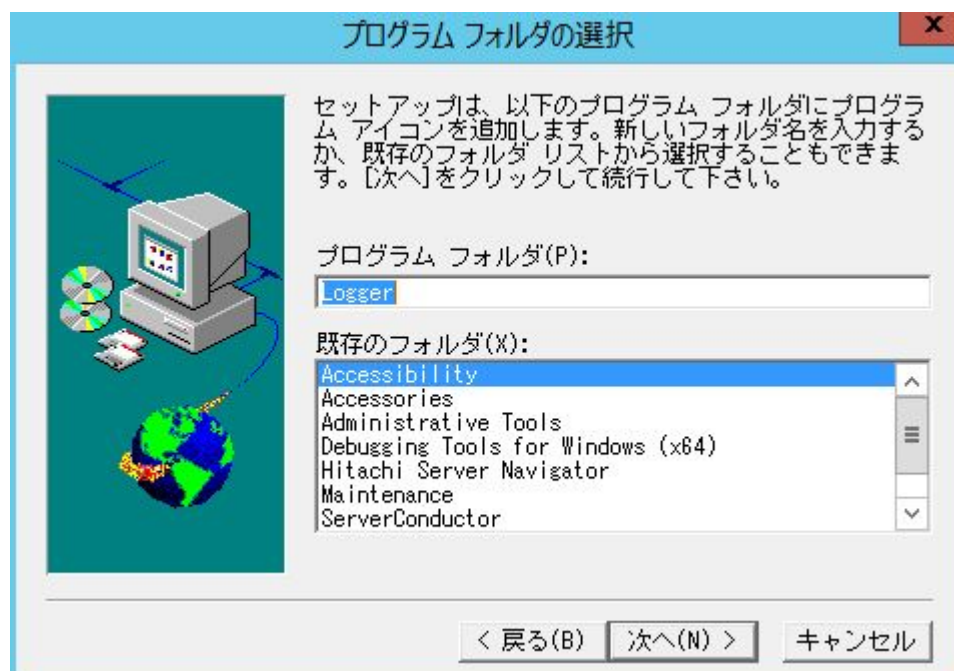 プログラム フォルダの選択
x
セットアップは、以下のプログラム フォルダにプログラ
ム アイコンを追加します。新しいフォルダ名を入力する
か、既存のフォルダ リストから選択することもできま
す。[次へ]をクリックして続行して下さい。
プログラム フォルダ(P):
Logger
既存のフォルダ(X):
Accessibility
Accessories
Administrative Tools
Debugging Tools for Windows (x64)
Hitachi Server Navigator
Maintenance
ServerConductor
< 戻る(B)
次へ(N) >
キャンセル